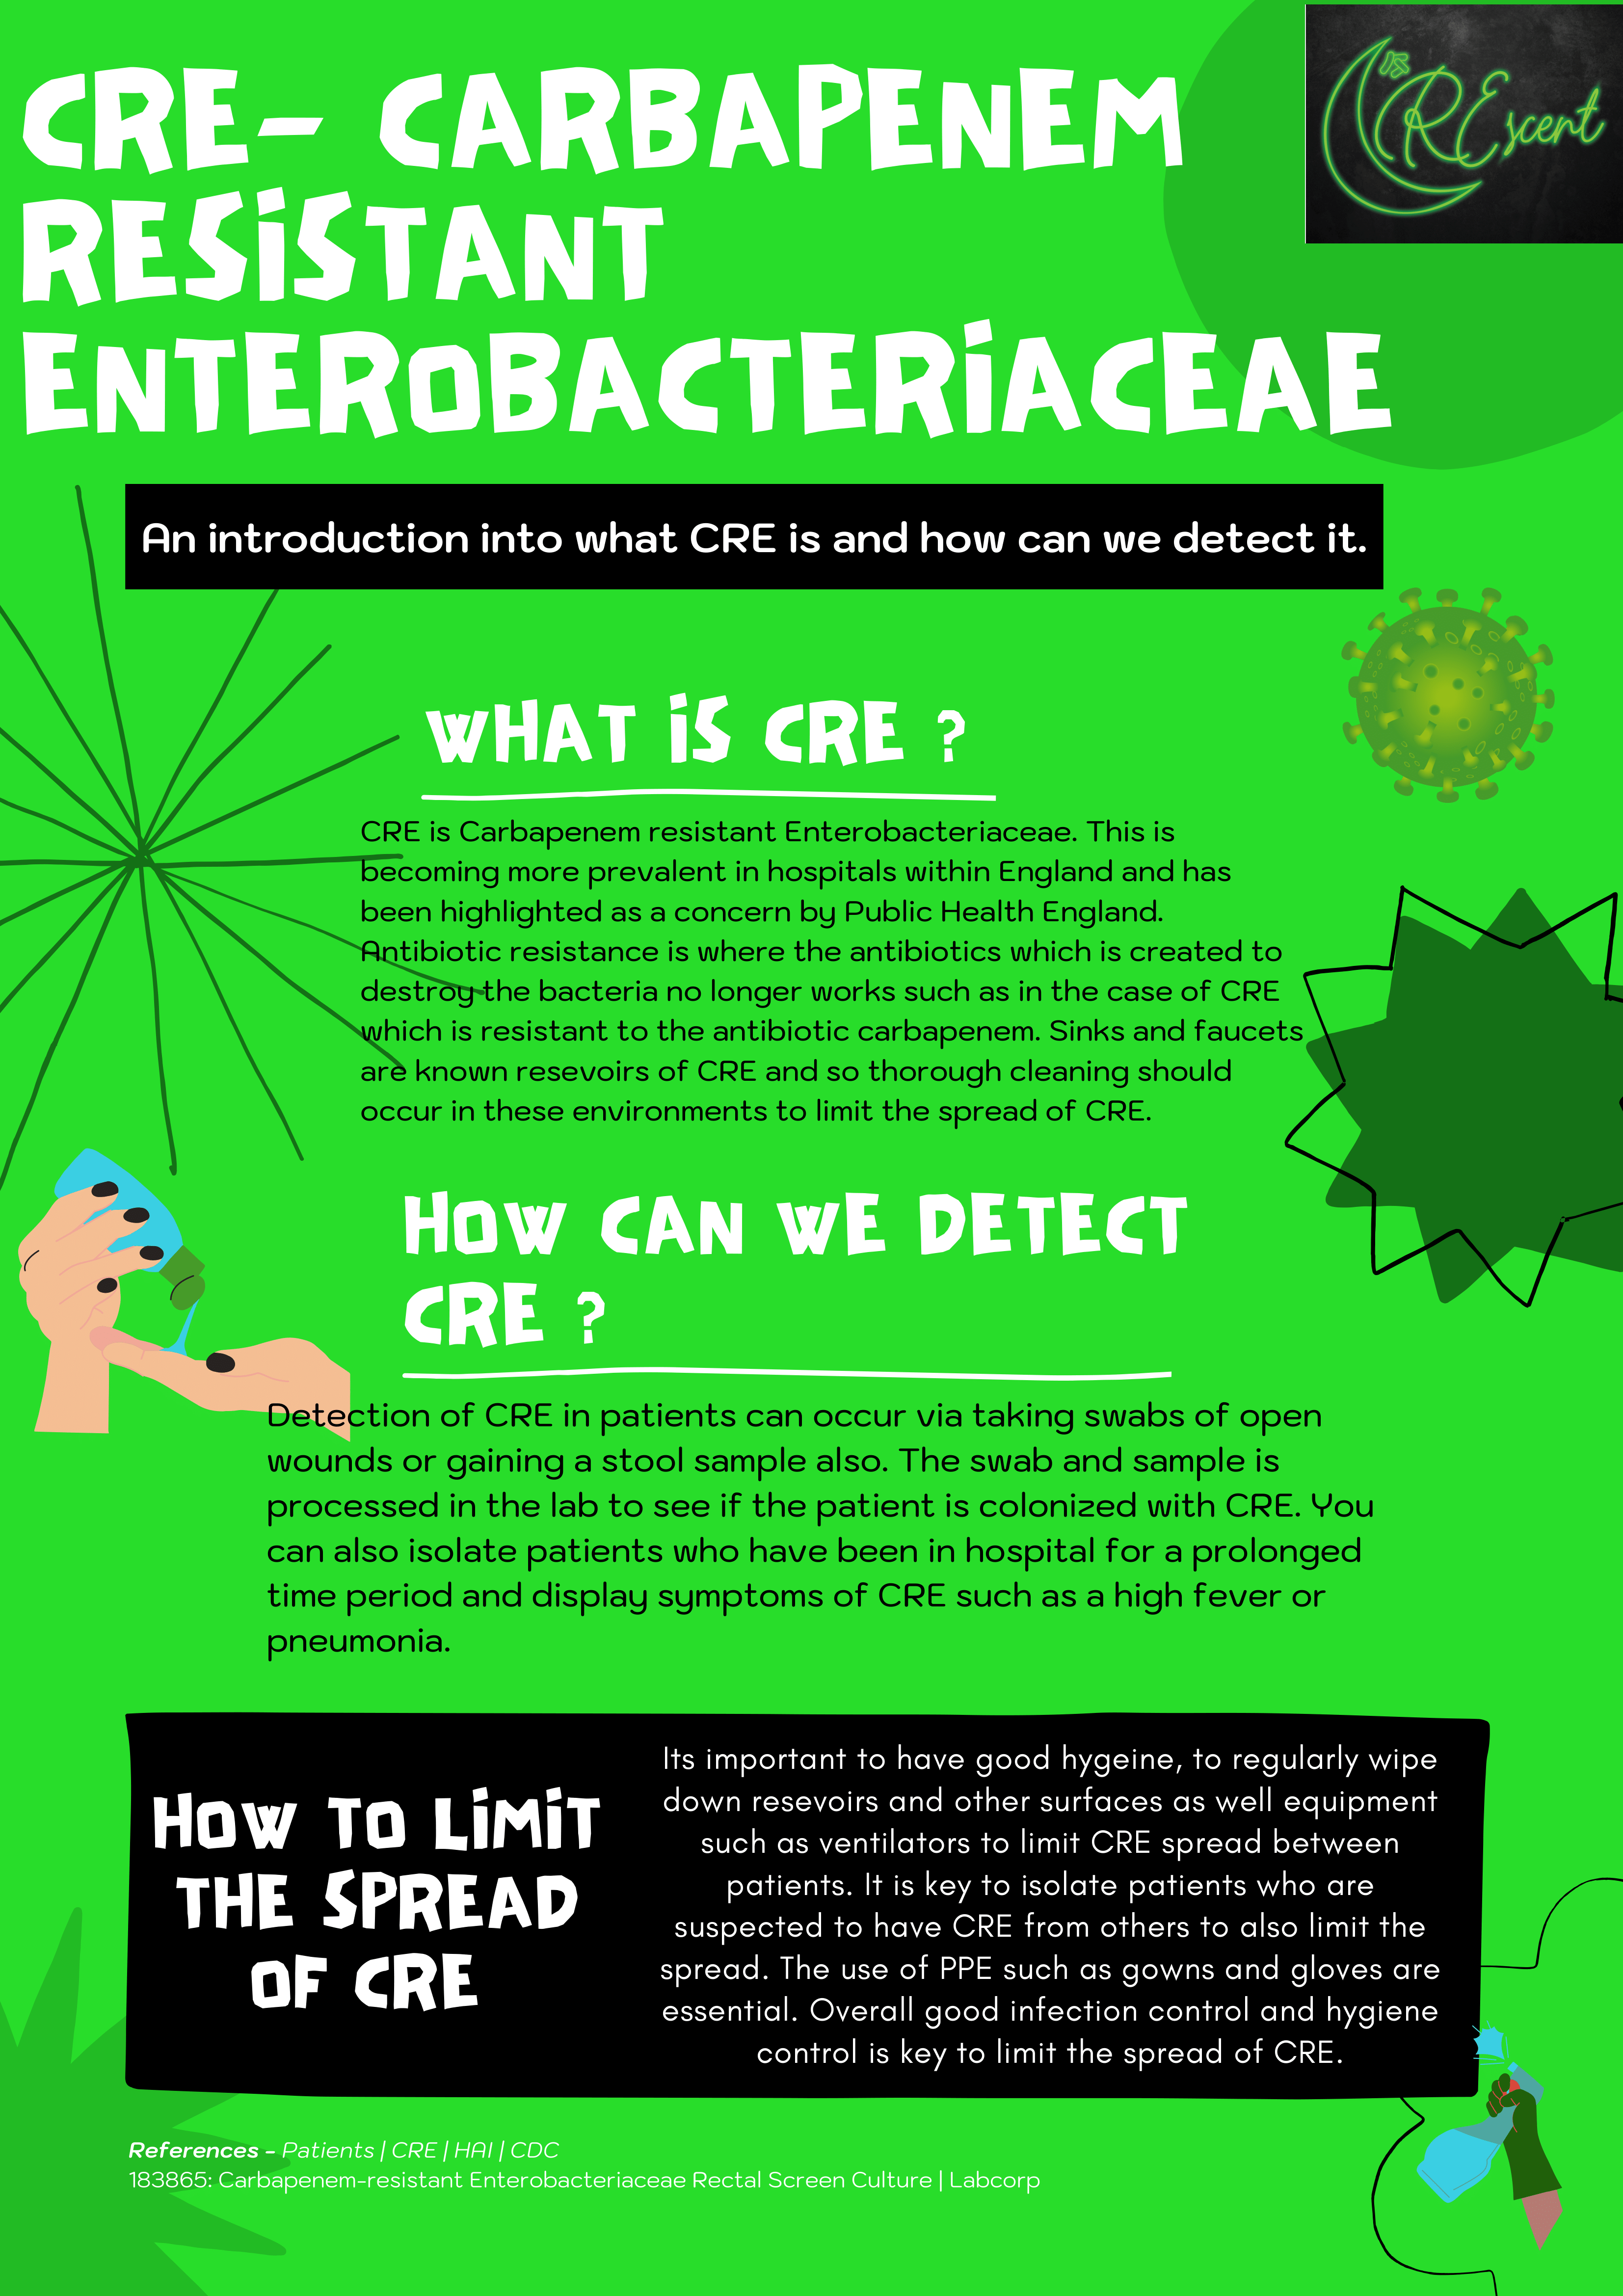 CREscent
CRE- CARBAPENEM
RESISTANT
ENTEROBACTERIACEAE
An introduction into what CRE is and how can we detect it.
WHAT IS CRE ?
CRE is Carbapenem resistant Enterobacteriaceae. This is
becoming more prevalent in hospitals within England and has
been highlighted as a concern by Public Health England.
Antibiotic resistance is where the antibiotics which is created to
destroy the bacteria no longer works such as in the case of CRE
which is resistant to the antibiotic carbapenem. Sinks and faucets
are known resevoirs of CRE and so thorough cleaning should
occur in these environments to limit the spread of CRE.
HOW CAN WE DETECT
CRE ?
Detection of CRE in patients can occur via taking swabs of open
wounds or gaining a stool sample also. The swab and sample is
processed in the lab to see if the patient is colonized with CRE. You
can also isolate patients who have been in hospital for a prolonged
time period and display symptoms of CRE such as a high fever or
pneumonia.
HOW TO LIMIT
THE SPREAD
OF CRE
Its important to have good hygeine, to regularly wipe
down resevoirs and other surfaces as well equipment
such as ventilators to limit CRE spread between
patients. It is key to isolate patients who are
suspected to have CRE from others to also limit the
spread. The use of PPE such as gowns and gloves are
essential. Overall good infection control and hygiene
control is key to limit the spread of CRE.
References - Patients | CRE | HAI | CDC
183865: Carbapenem-resistant Enterobacteriaceae Rectal Screen Culture | Labcorp